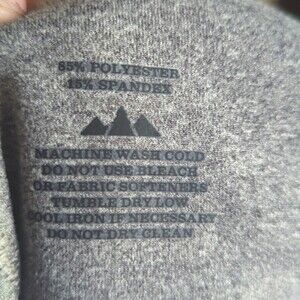 85% POLYESTER
15% SPANDEX
MACHINE WASH COLD
DO NOT USE BLEACH
OR FABRIC SOFTENERS
TUMBLE DRY LOW
COOL IRON IF NECESSARY
DO NOT DRY CLEAN